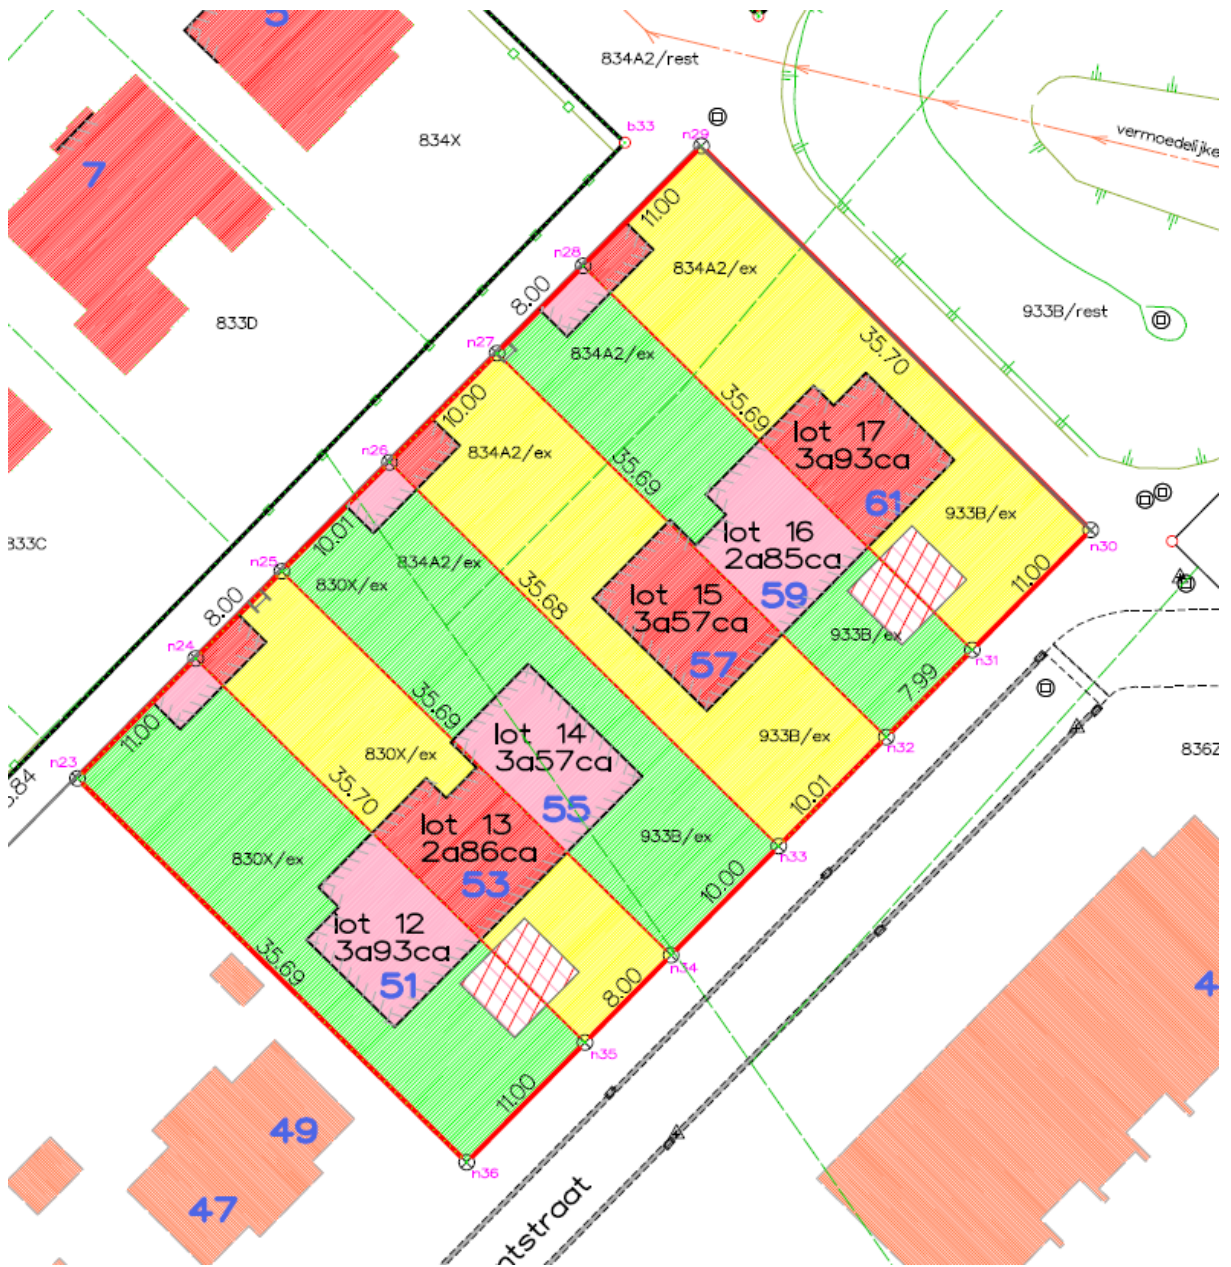 5
834A2/rest
b33
n29
vermoedelijke
834X
7
11.00
n28
834A2/ex
8.00
933B/rest
833D
n27
834A2/ex
35.70
10.00
35.69
n26
834A2/ex
35.69
lot 17
3a93ca
61
933B/ex
lot 16
2a85ca
n30
833C
10.01
834A2/ex
n25
830X/ex
35.68
lot 15
3a57ca
59
11.00
8.00
933B/ex
57
n24
n31
7.99
35.69
11.00
lot 14
3a57ca
933B/ex
n32
830X/ex
836Z
n23
.84
35.70
55
10.01
lot 13
2a86ca
933B/ex
n33
830X/ex
53
10.00
lot 12
3a93ca
35.69
51
n34
8.00
4
n35
11.00
49
n36
47
ntstraat